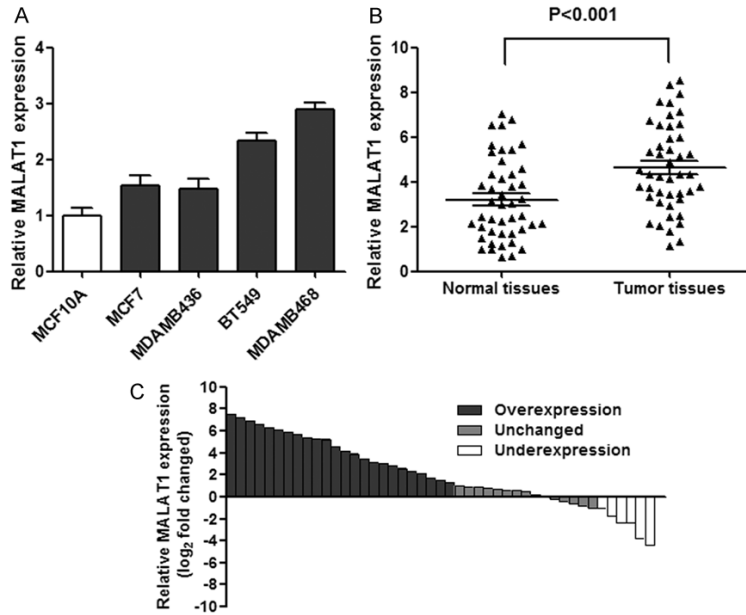 A
Relative MALAT1 expression
4
3
2
1
0
MCF10A
MCF7
MDAMB436
BT549
MDAMB468
B
P<0.001
Relative MALAT1 expression
10
8
6
4
2
0
Normal tissues
Tumor tissues
C
Relative MALAT1 expression
(log2 fold changed)
10
8
6
4
2
0
-2
-4
-6
-8
-10
Overexpression
Unchanged
Underexpression